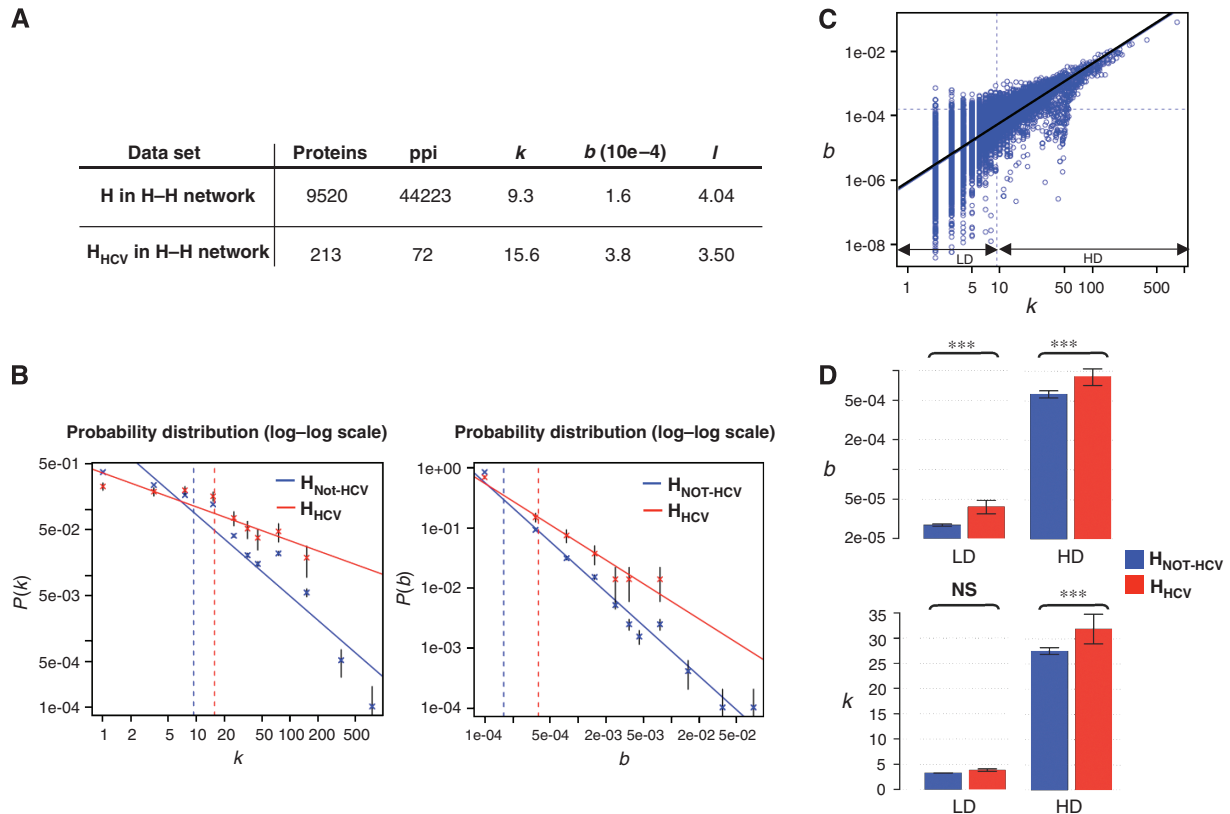 A
Data set Proteins ppi k b (10e−4) l
H in H–H network 9520 44223 9.3 1.6 4.04
HHCV in H–H network 213 72 15.6 3.8 3.50
B
Probability distribution (log–log scale)
P(k)
5e-01
5e-02
5e-03
5e-04
1e-04
HNot-HCV
HHCV
1 2 5 10 20 50 100 200 500
k
Probability distribution (log–log scale)
P(b)
1e+00
1e-01
1e-02
1e-03
1e-04
HNOT-HCV
HHCV
1e-04 5e-04 2e-03 5e-03 2e-02 5e-02
b
C
b
1e-02
1e-04
1e-06
1e-08
LD HD
1 5 10 50 100 500
k
D
*** ***
b
5e-04
2e-04
5e-05
2e-05
LD HD
HNOT-HCV
HHCV
NS ***
k
35
30
25
20
15
10
5
0
LD HD